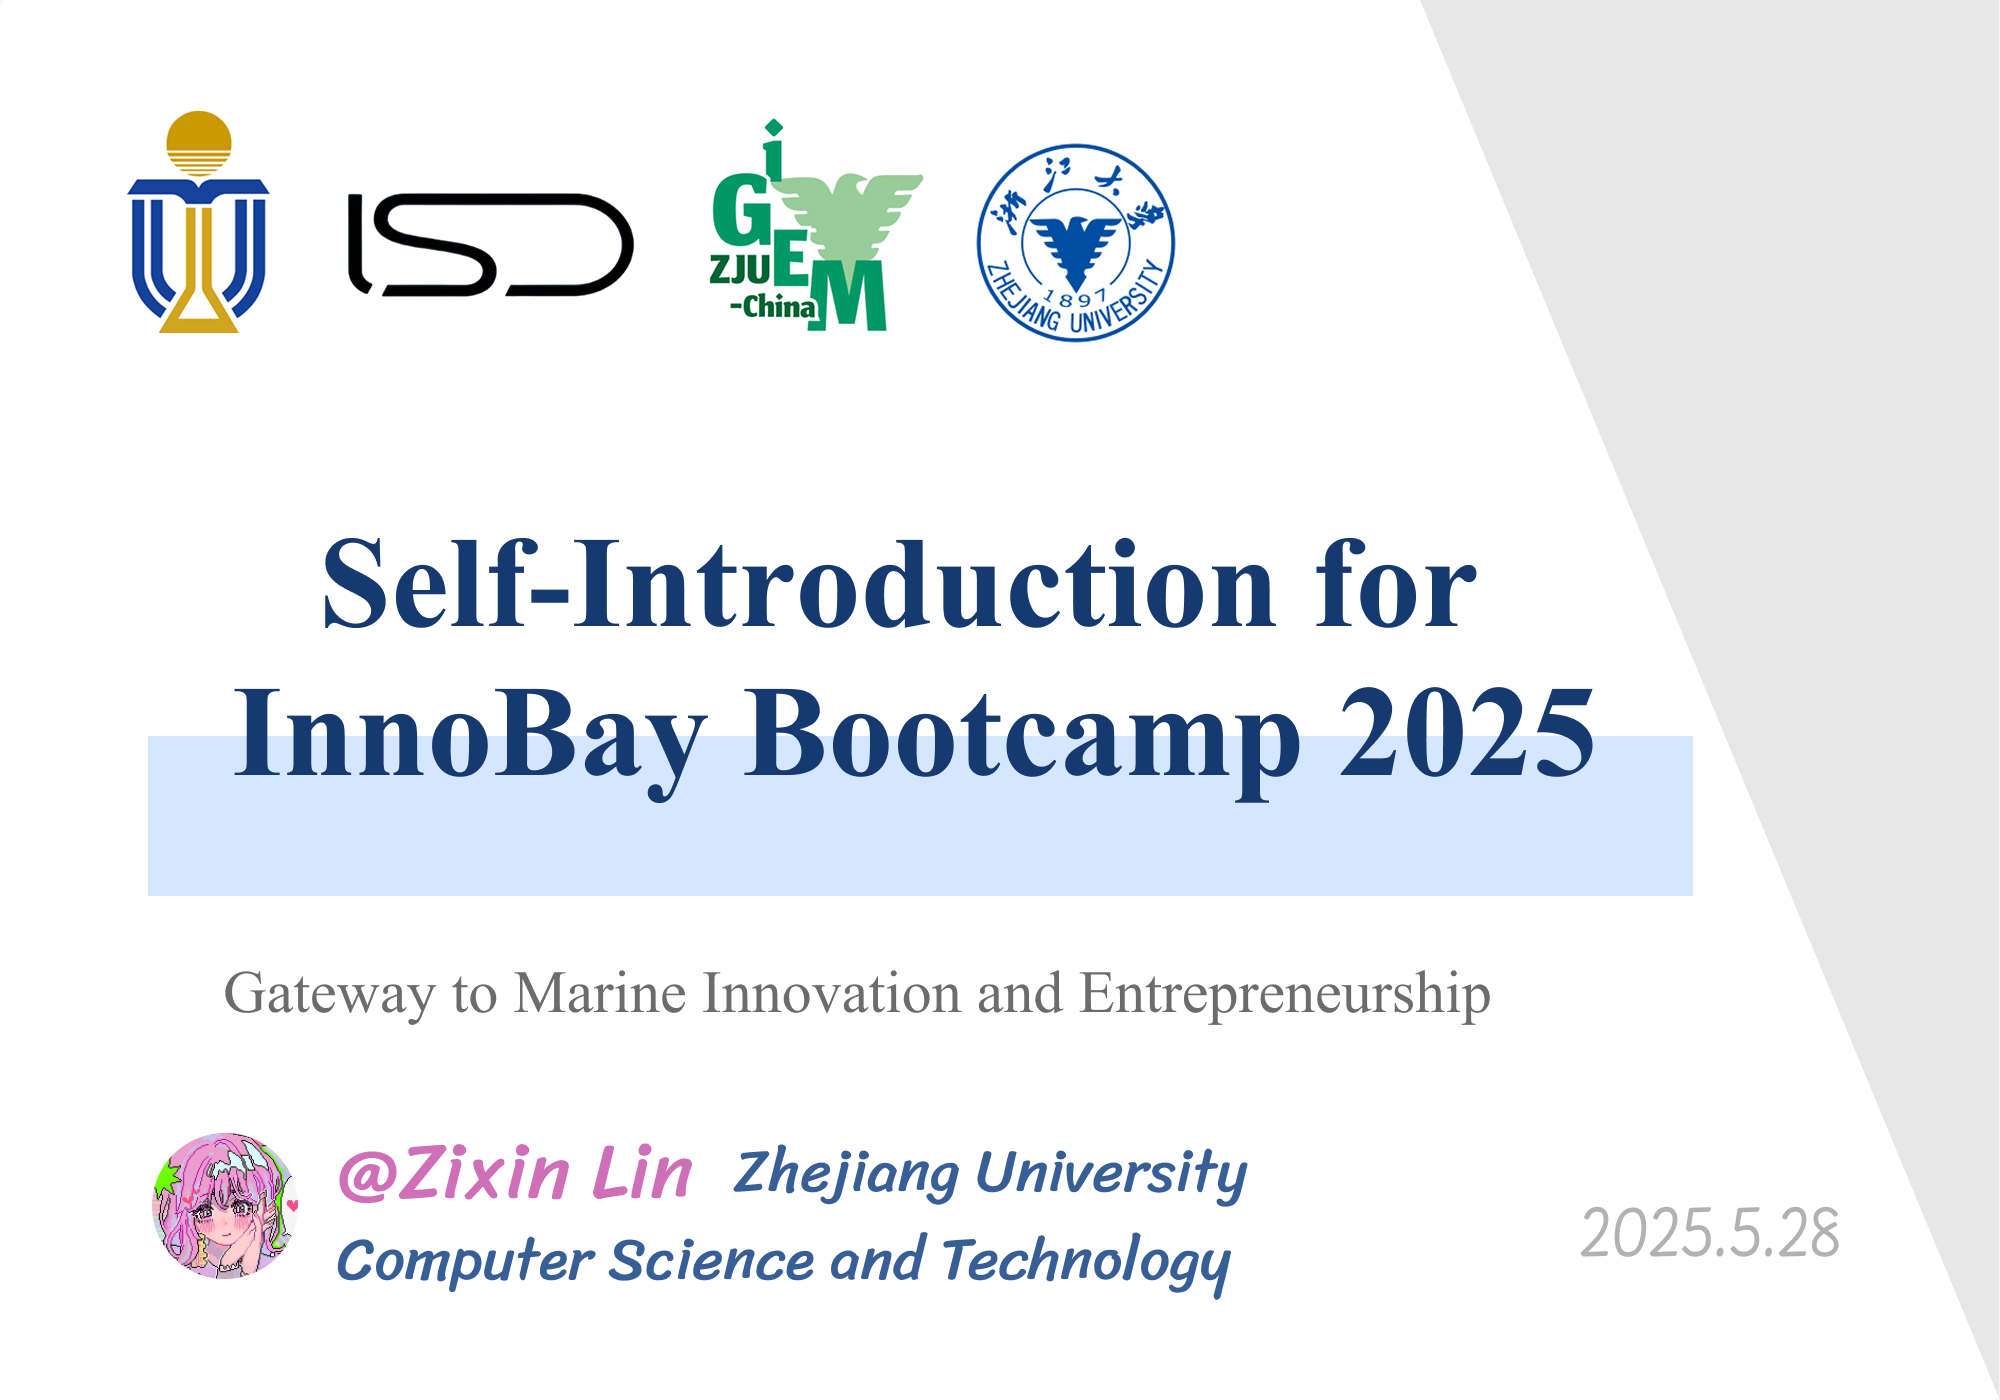 ISD
iGEM
ZJU
-China
浙江大学
1897
ZHEJIANG UNIVERSITY
Self-Introduction for
InnoBay Bootcamp 2025
Gateway to Marine Innovation and Entrepreneurship
@Zixin Lin Zhejiang University
Computer Science and Technology
2025.5.28